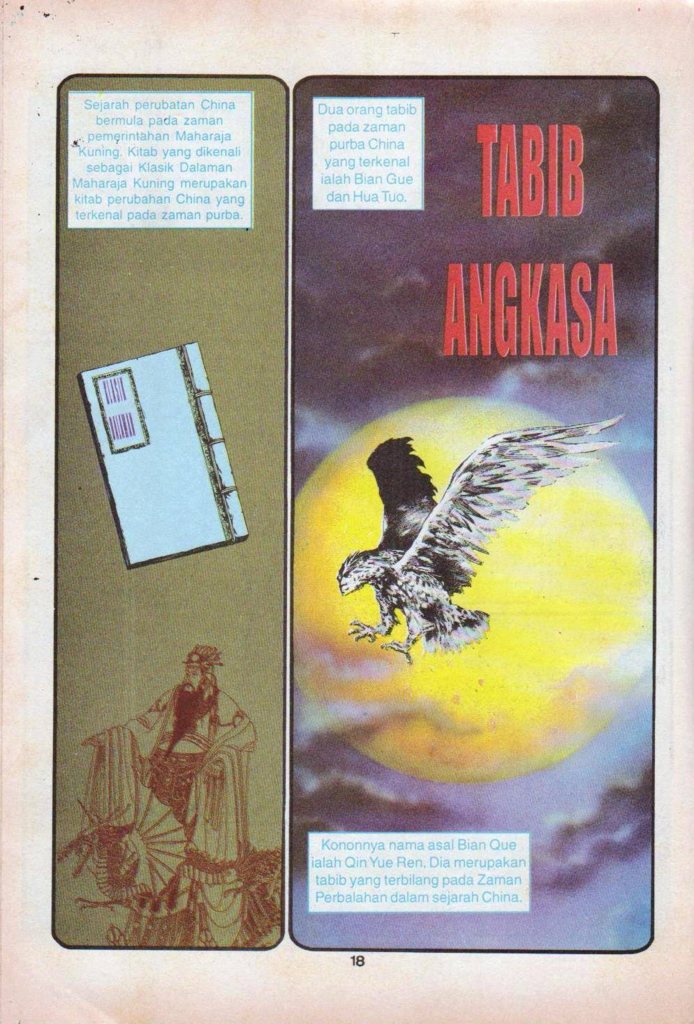 Sejarah perubatan China
bermula pada zaman
pemerintahan Maharaja
Kuning. Kitab yang dikenali
sebagai Klasik Dalaman
Maharaja Kuning merupakan
kitab perubahan China yang
terkenal pada zaman purba.
KLASIK
DALAMAN
Dua orang tabib
pada zaman
purba China
yang terkenal
ialah Bian Gue
dan Hua Tuo.
TABIB
ANGKASA
Kononnya nama asal Bian Que
ialah Qin Yue Ren. Dia merupakan
tabib yang terbilang pada Zaman
Perbalahan dalam sejarah China.
18